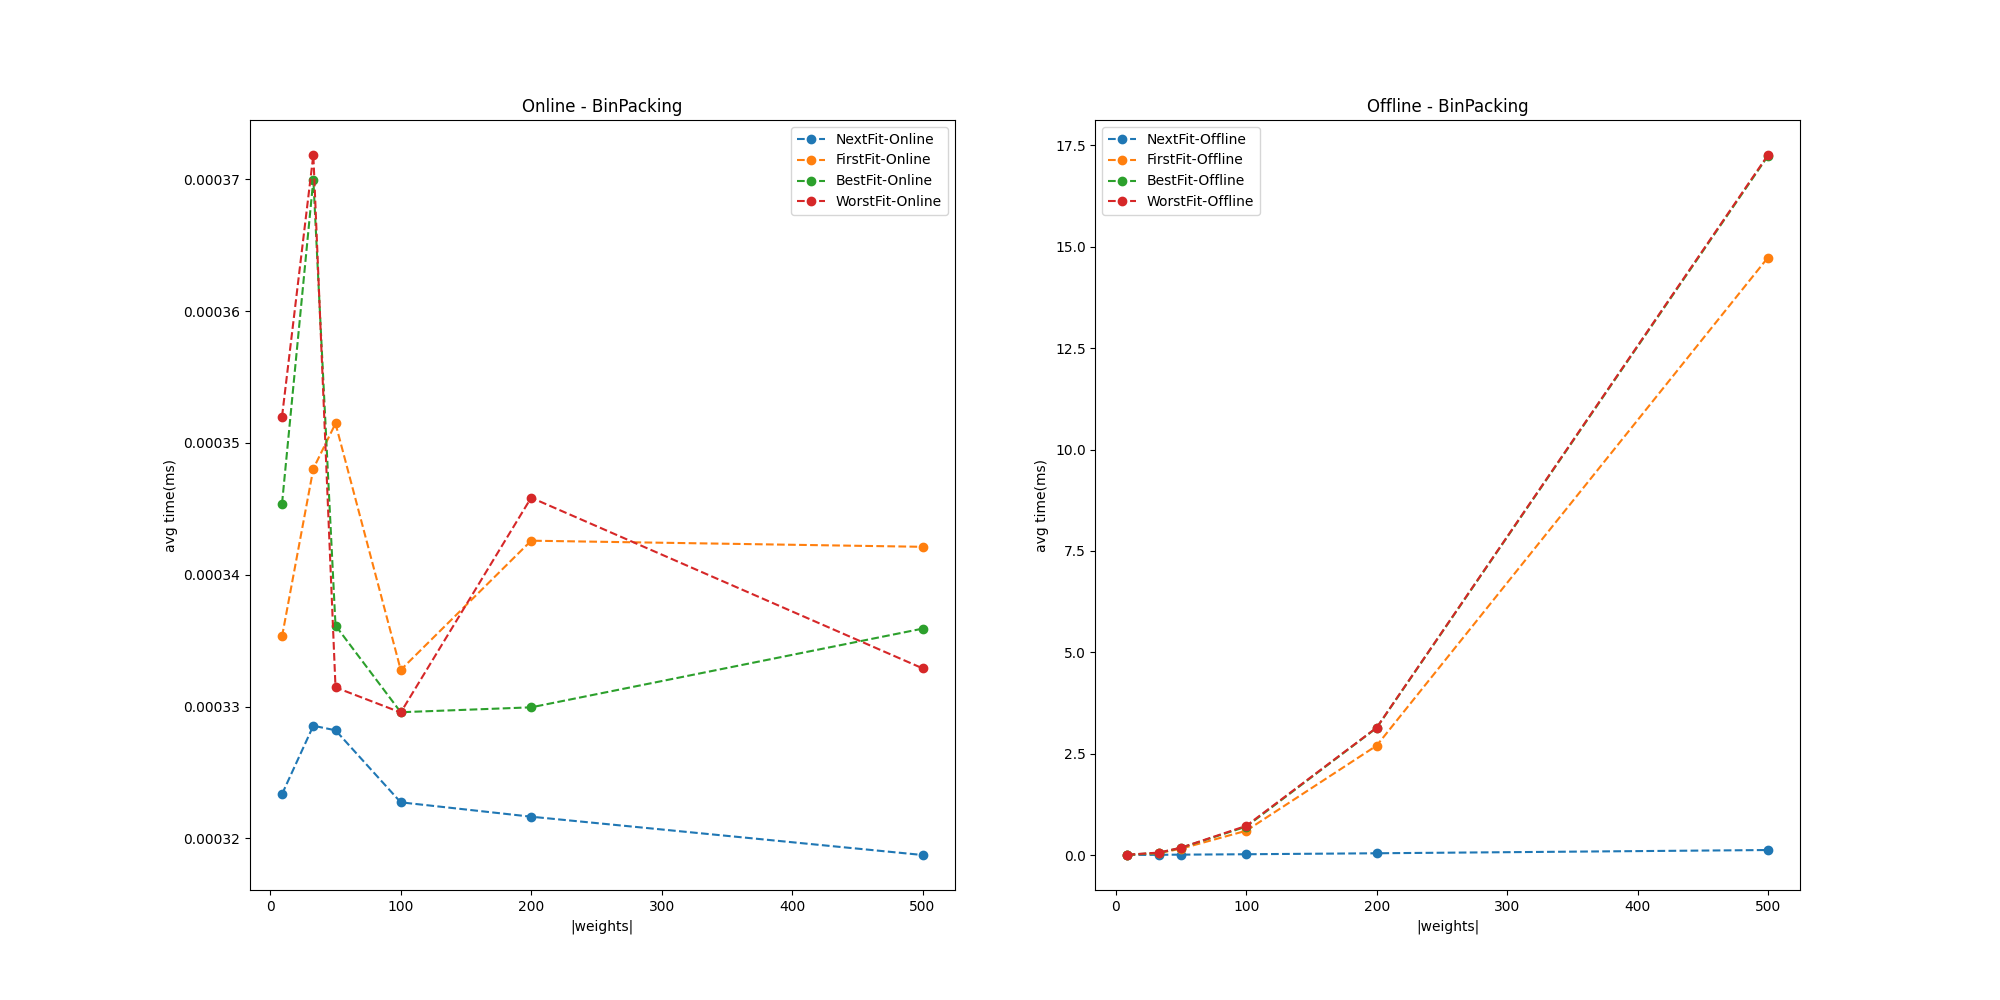 Online - BinPacking
NextFit-Online
FirstFit-Online
BestFit-Online
WorstFit-Online
0.00037
0.00036
0.00035
0.00034
0.00033
0.00032
avg time(ms)
0 100 200 300 400 500
|weights|
Offline - BinPacking
NextFit-Offline
FirstFit-Offline
BestFit-Offline
WorstFit-Offline
17.5
15.0
12.5
10.0
7.5
5.0
2.5
0.0
avg time(ms)
0 100 200 300 400 500
|weights|